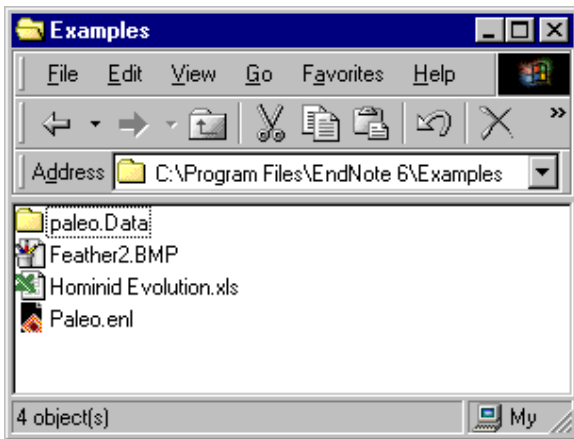 Examples
File Edit View Go Favorites Help
»
Address C:\Program Files\EndNote 6\Examples
paleo.Data
Feather2.BMP
Hominid Evolution.xls
Paleo.enl
4 object(s) My